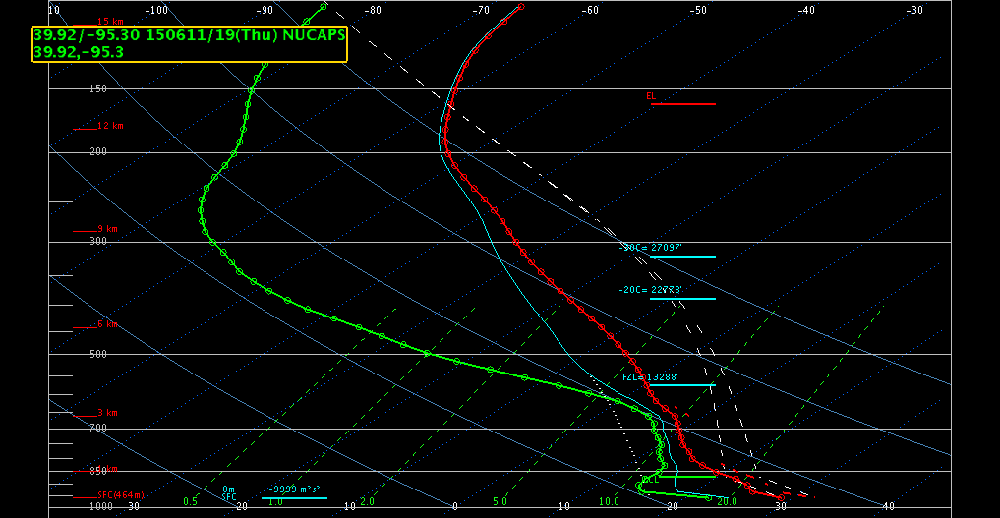 10 -100 -90 -80 -70 -60 -50 -40 -30
15 km
39.92/-95.30 150611/19(Thu) NUCAPS
39.92,-95.3
150
EL
12 km
200
9 km
300
-30C= 27097'
-20C= 22778'
6 km
500
FZL= 13288'
3 km
700
850
0m
SFC
-9999 m²s²
SFC(464m)
0.5 1.0 2.0 5.0 10.0 20.0
1000 -30 -20 -10 0 10 20 30 40